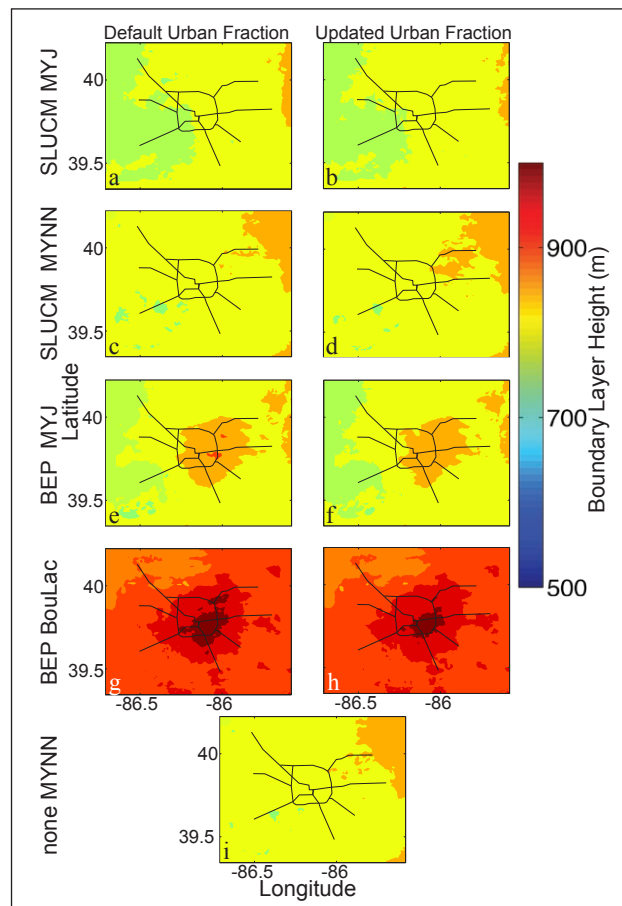 Default Urban Fraction Updated Urban Fraction
SLUCM MYJ
40
39.5
a
b
SLUCM MYNN
40
39.5
c
d
BEP MYJ
Latitude
40
39.5
e
f
BEP BouLac
40
39.5
g
h
-86.5 -86
-86.5 -86
900
700
500
Boundary Layer Height (m)
none MYNN
40
39.5
i
-86.5 -86
Longitude